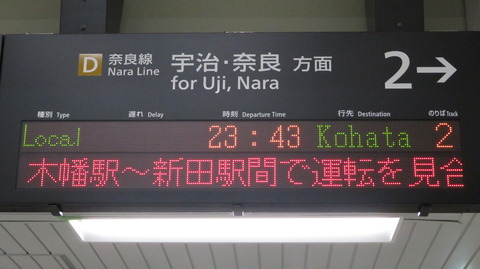 D 奈良線 宇治・奈良 方面 2→
Nara Line for Uji, Nara
種別 Type 遅れ Delay 時刻 Departure Time 行先 Destination のりば Track
Local 23:43 Kohata 2
木幡駅～新田駅間で運転を見合